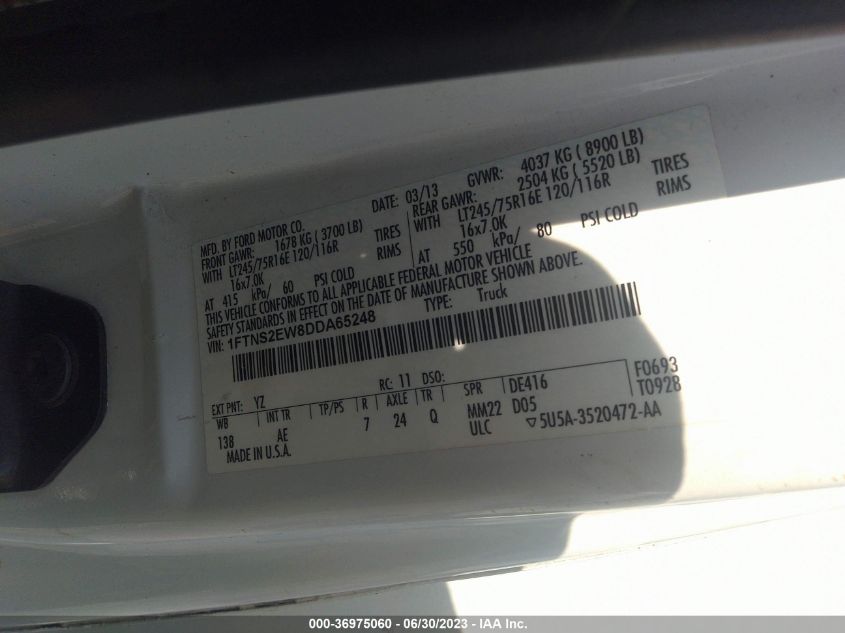 MFD. BY FORD MOTOR CO.
DATE: 03/13 GVWR: 4037 KG ( 8900 LB)
FRONT GAWR: 1678 KG ( 3700 LB)
REAR GAWR: 2504 KG ( 5520 LB)
WITH LT245/75R16E 120/116R TIRES
WITH LT245/75R16E 120/116R TIRES
16x7.0K RIMS
16x7.0K RIMS
AT 415 kPa/ 60 PSI COLD
AT 550 kPa/ 80 PSI COLD
THIS VEHICLE CONFORMS TO ALL APPLICABLE FEDERAL MOTOR VEHICLE
SAFETY STANDARDS IN EFFECT ON THE DATE OF MANUFACTURE SHOWN ABOVE.
VIN: 1FTNS2EW8DDA65248 TYPE: Truck
F0693
T0928
EXT PNT: YZ RC: 11 DSO:
WB INT TR TP/PS R AXLE TR SPR DE416
138 AE 7 24 Q MM22 D05
MADE IN U.S.A. ULC ▽5U5A-3520472-AA
000-36975060 - 06/30/2023 - IAAI.com